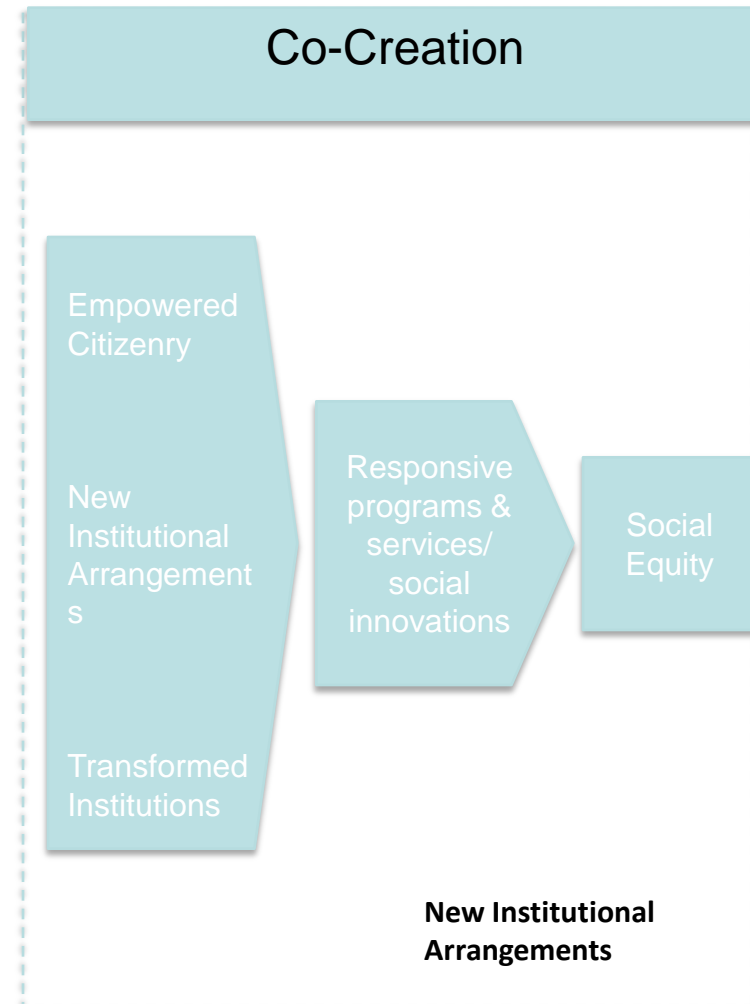 Co-Creation
Empowered
Citizenry
New
Institutional
Arrangement
s
Transformed
Institutions
Responsive
programs &
services/
social
innovations
Social
Equity
New Institutional
Arrangements